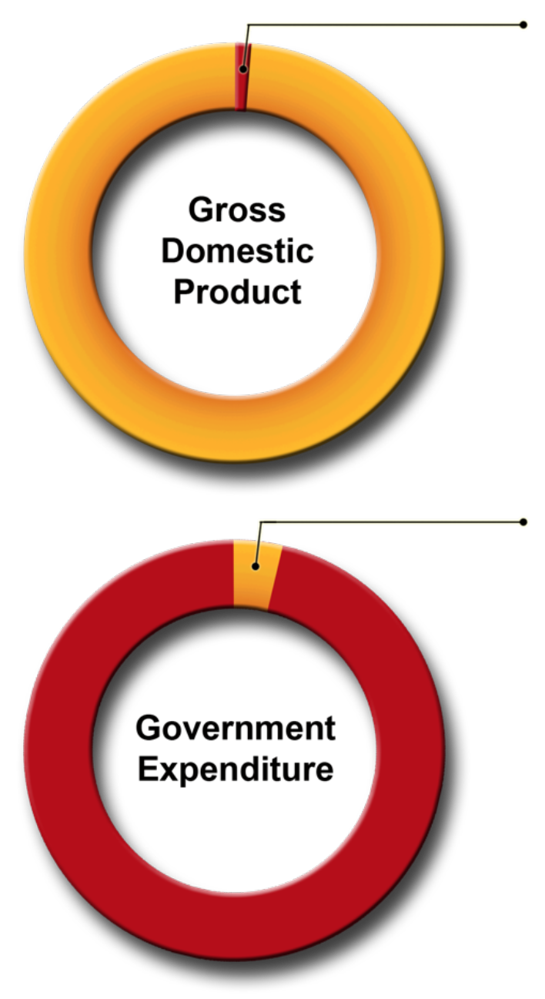 Gross
Domestic
Product
Government
Expenditure